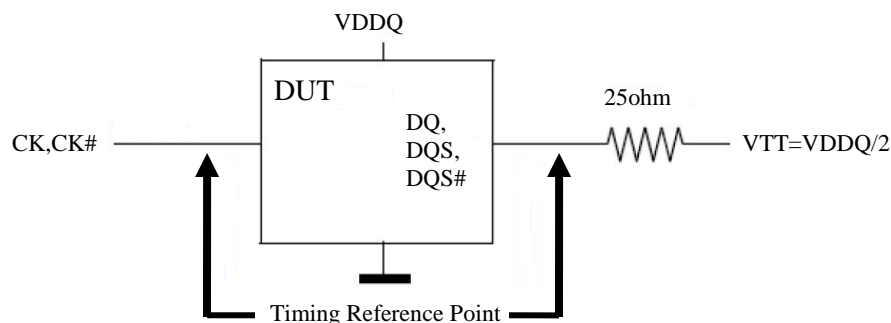 VDDQ
DUT
25ohm
DQ,
CK,CK#
DQS,
VTT=VDDQ/2
DQS#
Timing Reference Point